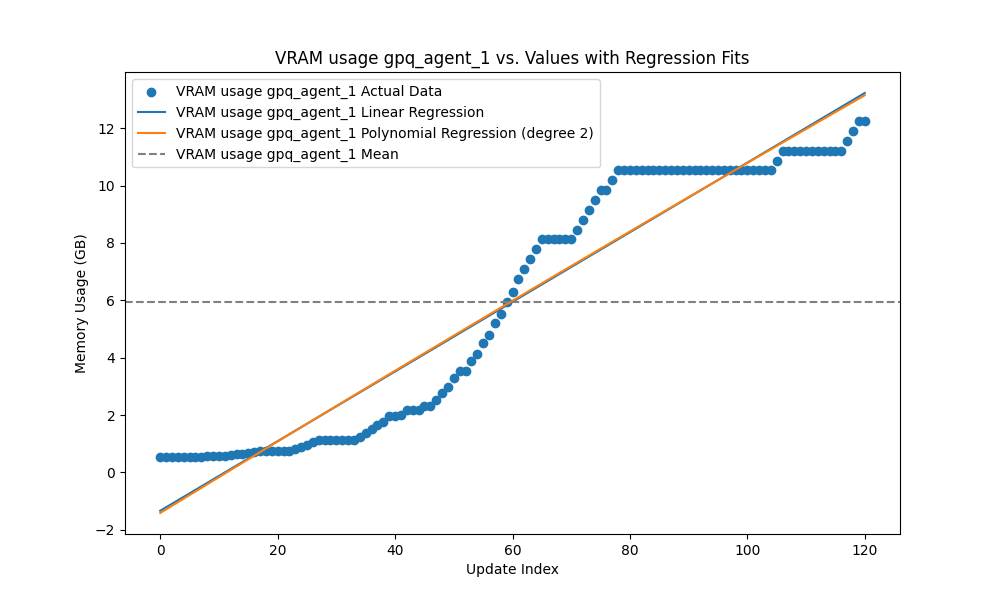 VRAM usage gpq_agent_1 vs. Values with Regression Fits
VRAM usage gpq_agent_1 Actual Data
VRAM usage gpq_agent_1 Linear Regression
VRAM usage gpq_agent_1 Polynomial Regression (degree 2)
VRAM usage gpq_agent_1 Mean
Memory Usage (GB)
12
10
8
6
4
2
0
−2
0 20 40 60 80 100 120
Update Index